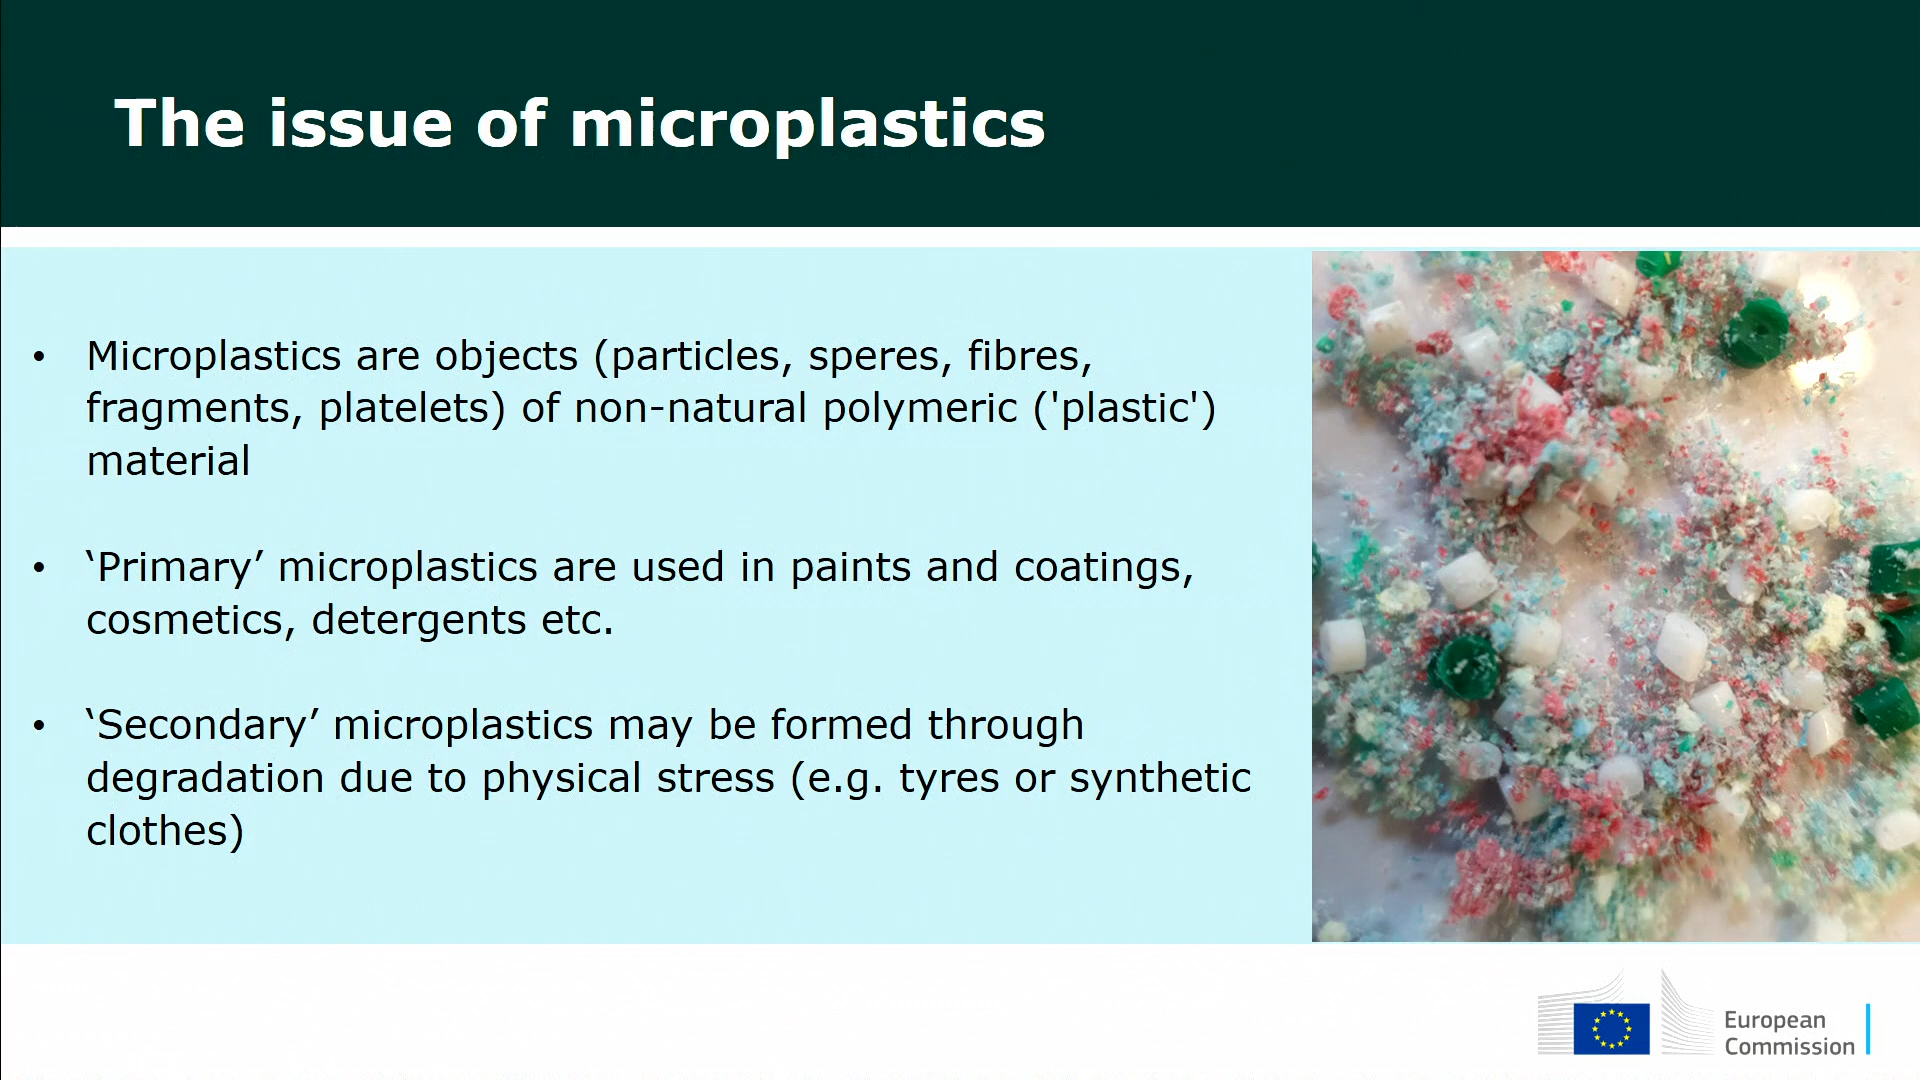 The issue of microplastics
• Microplastics are objects (particles, speres, fibres,
fragments, platelets) of non-natural polymeric ('plastic')
material
• ‘Primary’ microplastics are used in paints and coatings,
cosmetics, detergents etc.
• ‘Secondary’ microplastics may be formed through
degradation due to physical stress (e.g. tyres or synthetic
clothes)
European
Commission